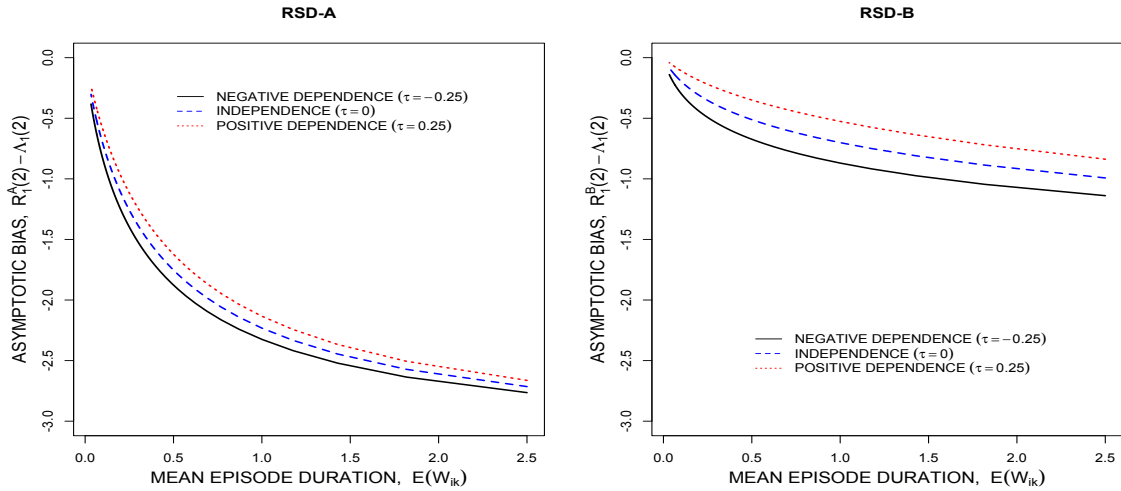 RSD-A
ASYMPTOTIC BIAS, R₁ᴬ(2) − Λ₁(2)
0.0
-0.5
-1.0
-1.5
-2.0
-2.5
-3.0
NEGATIVE DEPENDENCE (τ = −0.25)
INDEPENDENCE (τ = 0)
POSITIVE DEPENDENCE (τ = 0.25)
0.0 0.5 1.0 1.5 2.0 2.5
MEAN EPISODE DURATION, E(Wᵢₖ)
RSD-B
ASYMPTOTIC BIAS, R₁ᴮ(2) − Λ₁(2)
0.0
-0.5
-1.0
-1.5
-2.0
-2.5
-3.0
NEGATIVE DEPENDENCE (τ = −0.25)
INDEPENDENCE (τ = 0)
POSITIVE DEPENDENCE (τ = 0.25)
0.0 0.5 1.0 1.5 2.0 2.5
MEAN EPISODE DURATION, E(Wᵢₖ)